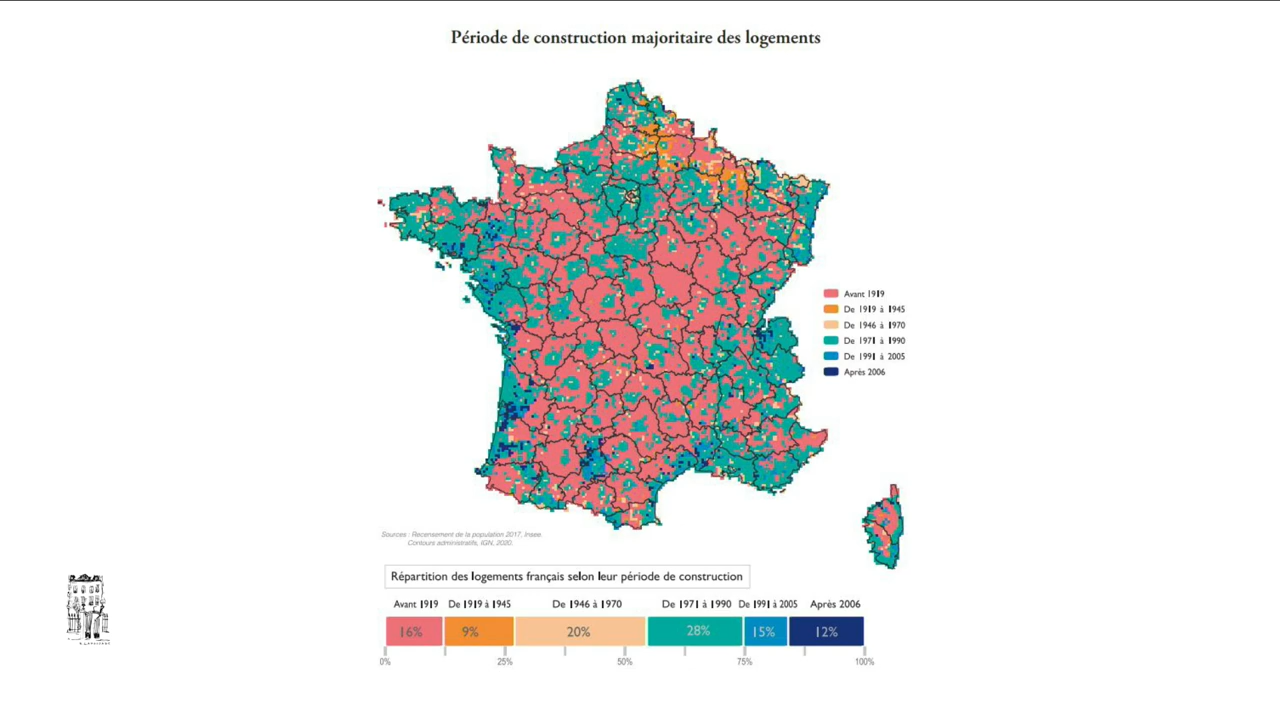 Période de construction majoritaire des logements
Avant 1919
De 1919 à 1945
De 1946 à 1970
De 1971 à 1990
De 1991 à 2005
Après 2006
Sources : Recensement de la population 2017, Insee
Contours administratifs, IGN, 2020.
Répartition des logements français selon leur période de construction
Avant 1919 De 1919 à 1945 De 1946 à 1970 De 1971 à 1990 De 1991 à 2005 Après 2006
16% 9% 20% 28% 15% 12%
0% 25% 50% 75% 100%